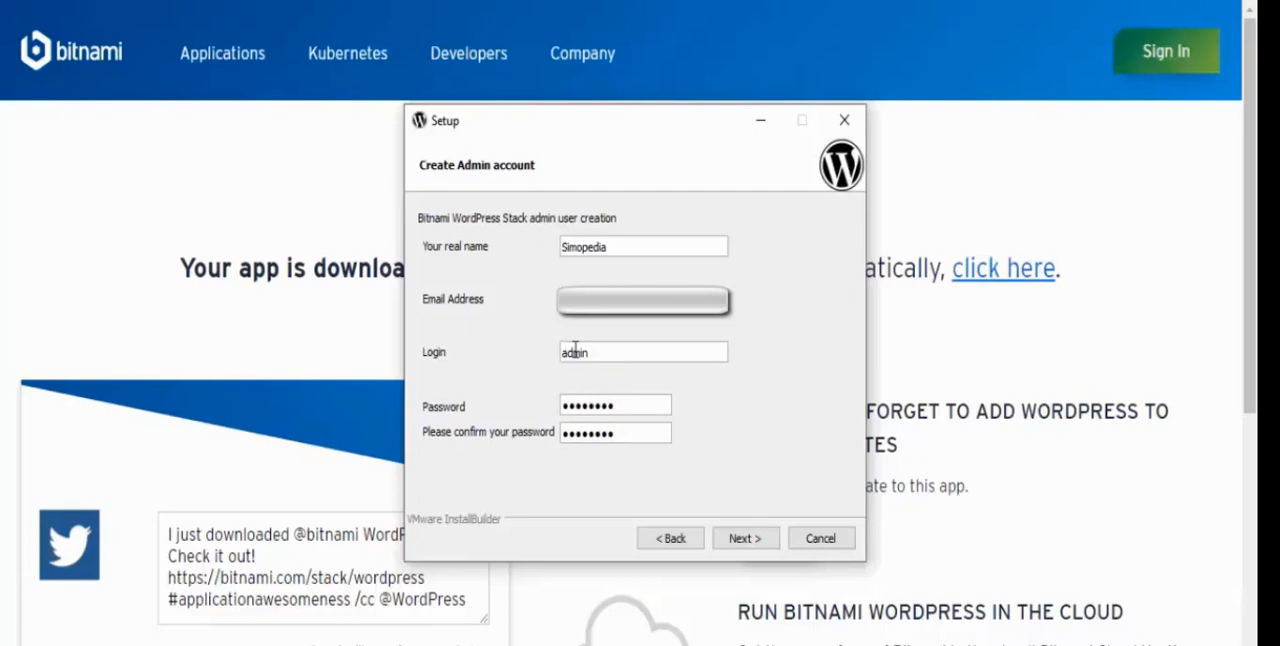 bitnami
Applications Kubernetes Developers Company
Sign In
Setup
Create Admin account
Bitnami WordPress Stack admin user creation
Your real name Simopedia
Your app is downloa atically, click here.
Email Address
Login admin
Password ••••••••
Please confirm your password ••••••••
FORGET TO ADD WORDPRESS TO
TES
ate to this app.
VMware InstallBuilder
< Back Next > Cancel
I just downloaded @bitnami WordP
Check it out!
https://bitnami.com/stack/wordpress
#applicationawesomeness /cc @WordPress
RUN BITNAMI WORDPRESS IN THE CLOUD